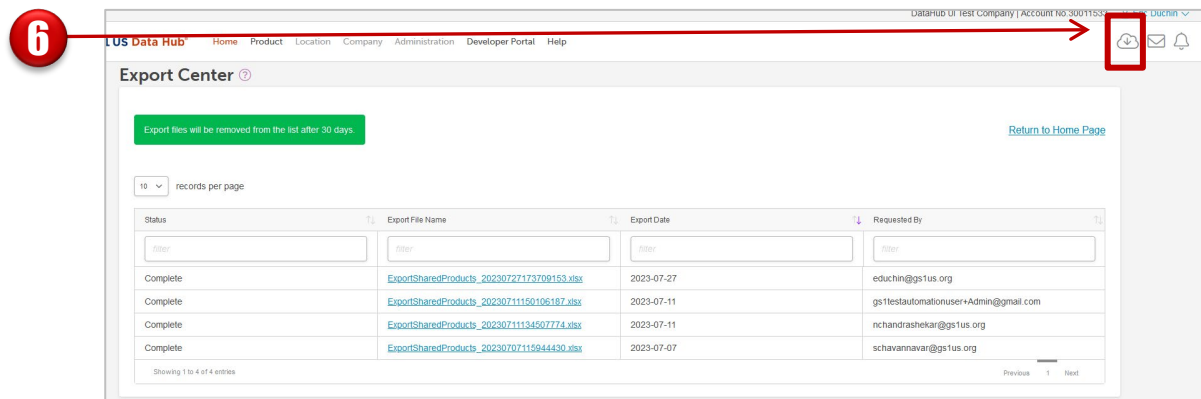 6
DataHub UI Test Company | Account No 30011533
Duchin
US Data Hub Home Product Location Company Administration Developer Portal Help
Export Center ?
Export files will be removed from the list after 30 days.
Return to Home Page
10 records per page
Status Export File Name Export Date Requested By
filter filter filter filter
Complete ExportSharedProducts_20230727173709153.xlsx 2023-07-27 educhin@gs1us.org
Complete ExportSharedProducts_20230711150106187.xlsx 2023-07-11 gs1testautomationuser+Admin@gmail.com
Complete ExportSharedProducts_20230711134507774.xlsx 2023-07-11 nchandrashekar@gs1us.org
Complete ExportSharedProducts_20230707115944430.xlsx 2023-07-07 schavannavar@gs1us.org
Showing 1 to 4 of 4 entries Previous 1 Next